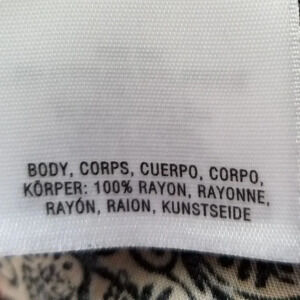 BODY, CORPS, CUERPO, CORPO,
KÖRPER: 100% RAYON, RAYONNE,
RAYÓN, RAION, KUNSTSEIDE